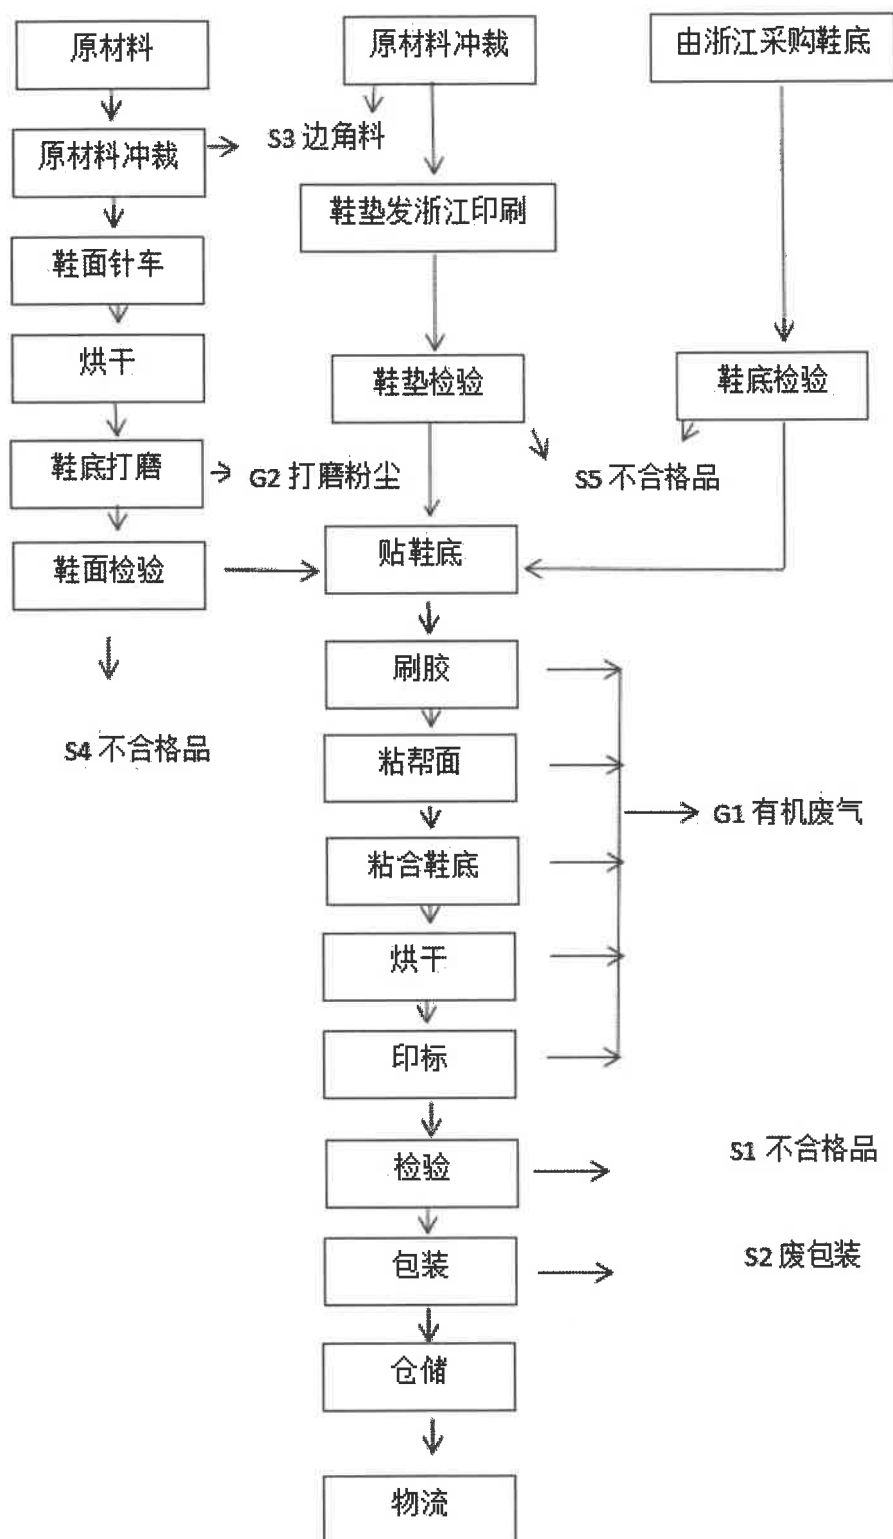 原材料
原材料冲裁
由浙江采购鞋底
原材料冲裁
S3 边角料
鞋垫发浙江印刷
鞋面针车
烘干
鞋垫检验
鞋底检验
鞋底打磨
G2 打磨粉尘
S5 不合格品
鞋面检验
贴鞋底
刷胶
S4 不合格品
粘帮面
G1 有机废气
粘合鞋底
烘干
印标
检验
S1 不合格品
包装
S2 废包装
仓储
物流